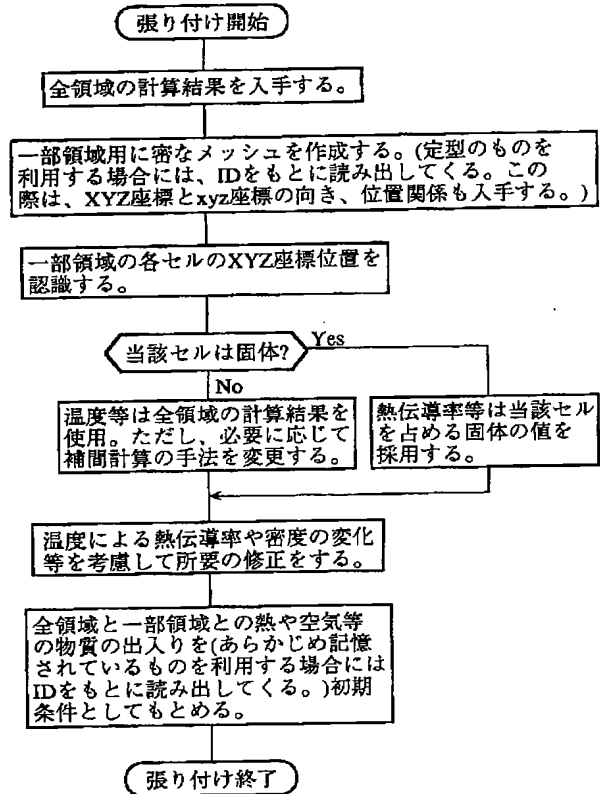 張り付け開始
全領域の計算結果を入手する。
一部領域用に密なメッシュを作成する。(定型のものを
利用する場合には、IDをもとに読み出してくる。この
際は、XYZ座標とxyz座標の向き、位置関係も入手する。)
一部領域の各セルのXYZ座標位置を
認識する。
当該セルは固体?
Yes
No
温度等は全領域の計算結果を
使用。ただし、必要に応じて
補間計算の手法を変更する。
熱伝導率等は当該セル
を占める固体の値を
採用する。
温度による熱伝導率や密度の変化
等を考慮して所要の修正をする。
全領域と一部領域との熱や空気等
の物質の出入りを(あらかじめ記憶
されているものを利用する場合には
IDをもとに読み出してくる。)初期
条件としてもとめる。
張り付け終了